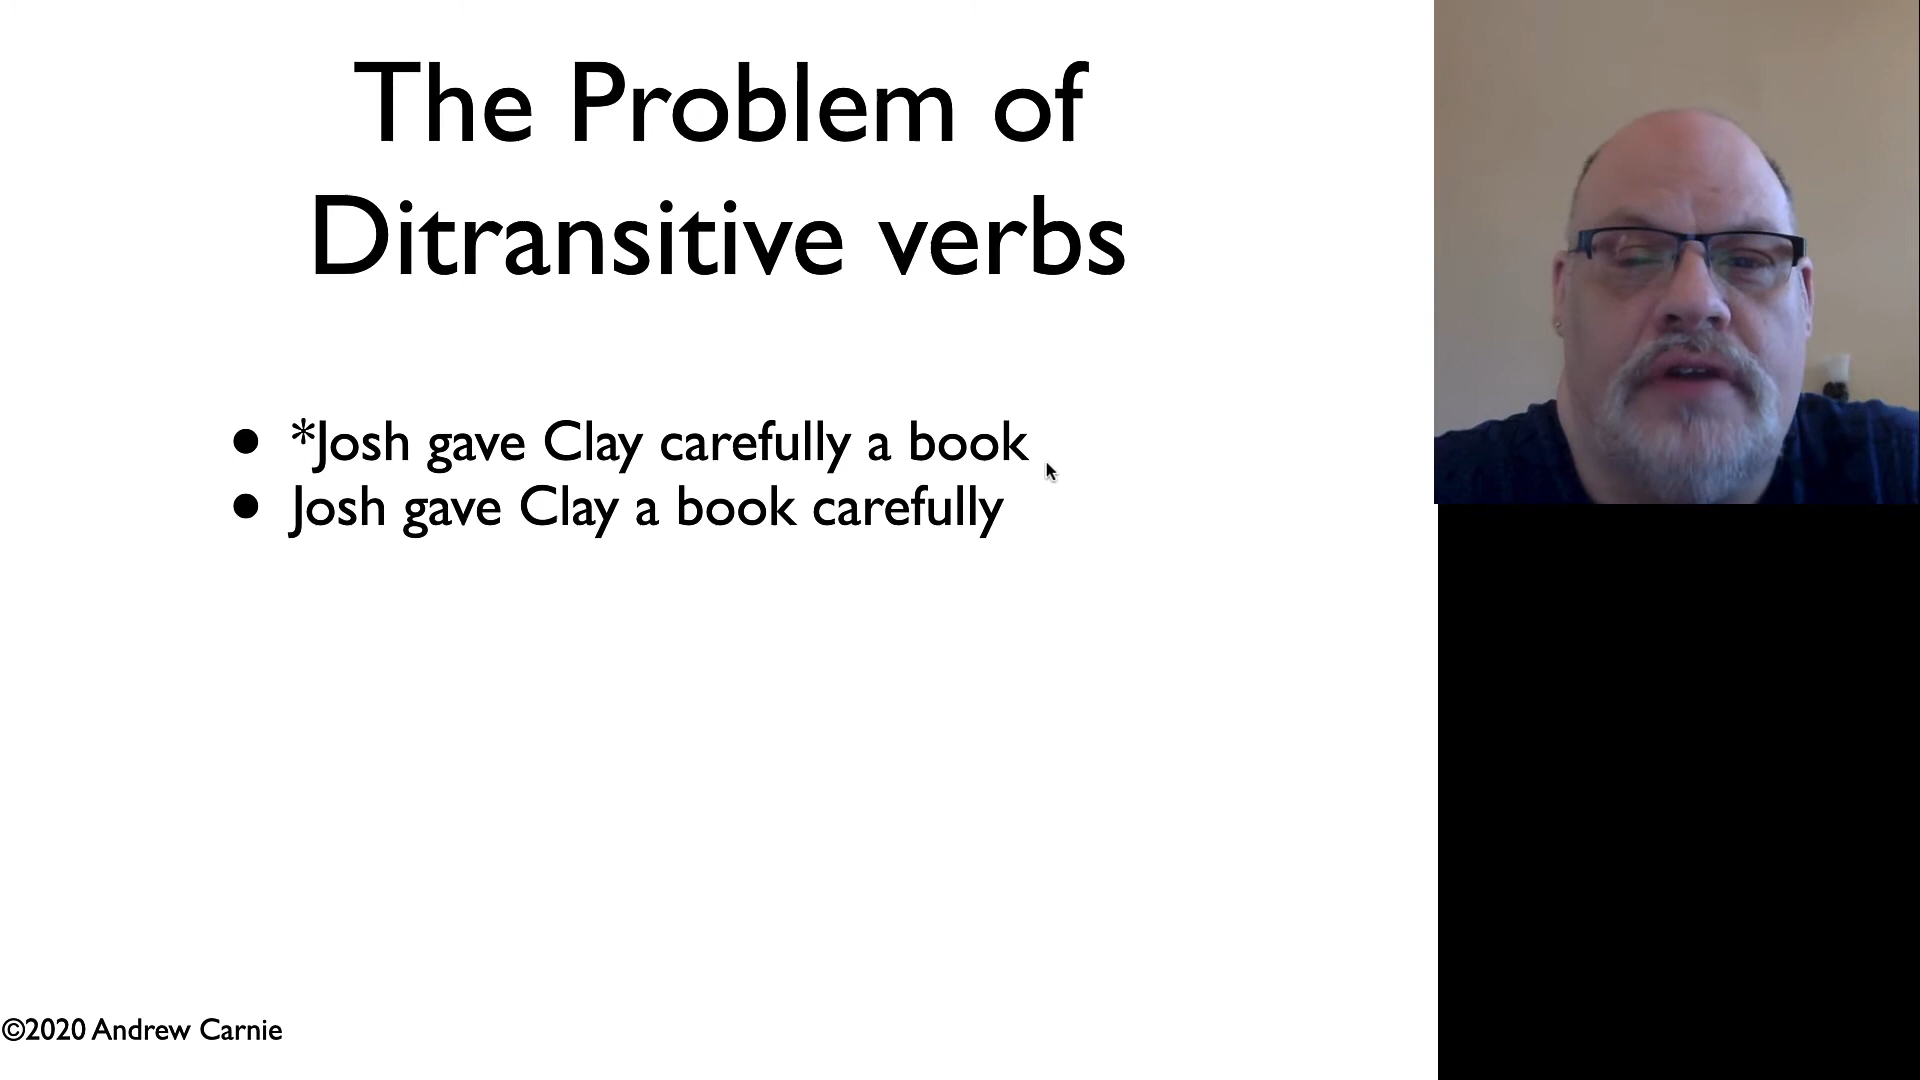 The Problem of
Ditransitive verbs
● *Josh gave Clay carefully a book
● Josh gave Clay a book carefully
©2020 Andrew Carnie